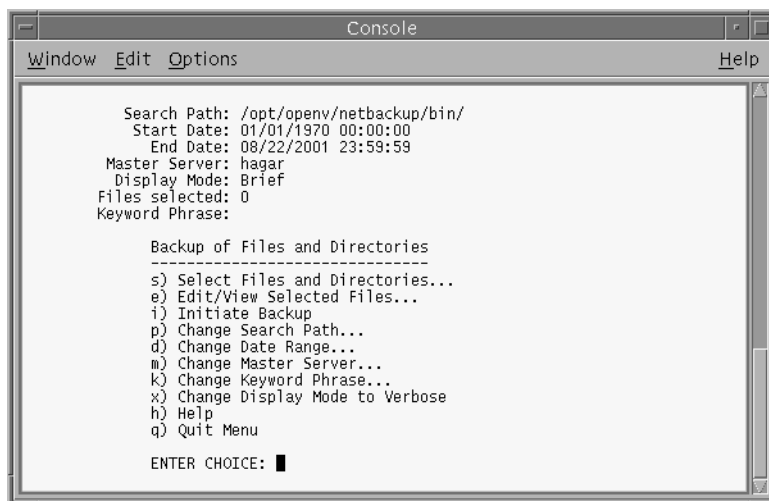 Console
Window Edit Options Help
Search Path: /opt/openv/netbackup/bin/
Start Date: 01/01/1970 00:00:00
End Date: 08/22/2001 23:59:59
Master Server: hagar
Display Mode: Brief
Files selected: 0
Keyword Phrase:
Backup of Files and Directories
-------------------------------
s) Select Files and Directories...
e) Edit/View Selected Files...
i) Initiate Backup
p) Change Search Path...
d) Change Date Range...
m) Change Master Server...
k) Change Keyword Phrase...
x) Change Display Mode to Verbose
h) Help
q) Quit Menu
ENTER CHOICE: